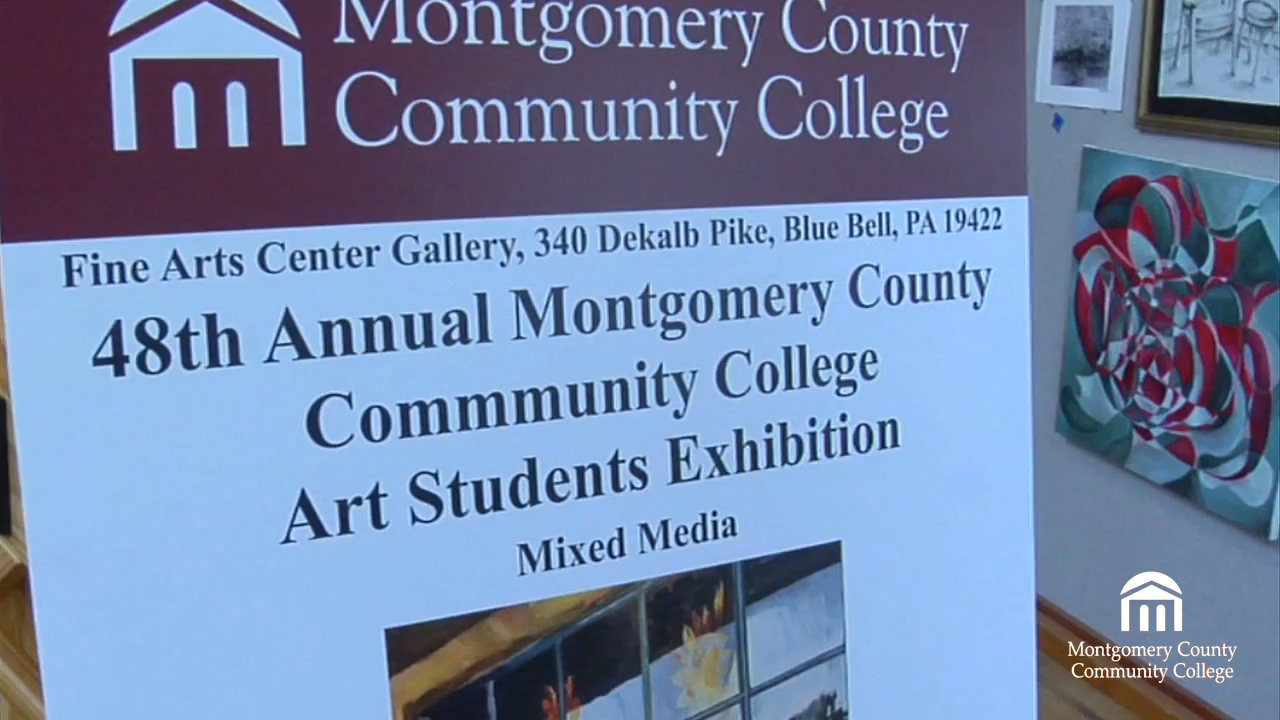 Montgomery County
Community College
Fine Arts Center Gallery, 340 Dekalb Pike, Blue Bell, PA 19422
48th Annual Montgomery County
Commmunity College
Art Students Exhibition
Mixed Media
Montgomery County
Community College